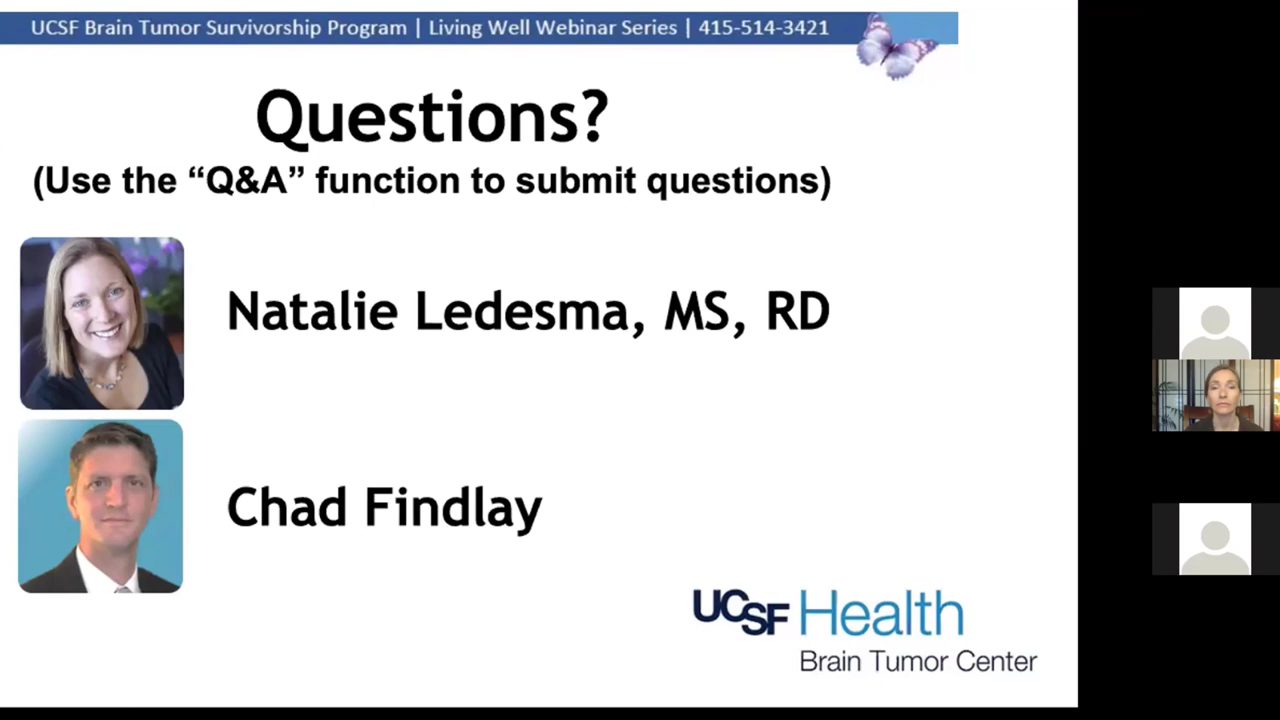 UCSF Brain Tumor Survivorship Program | Living Well Webinar Series | 415-514-3421
Questions?
(Use the “Q&A” function to submit questions)
Natalie Ledesma, MS, RD
Chad Findlay
UCSF Health
Brain Tumor Center